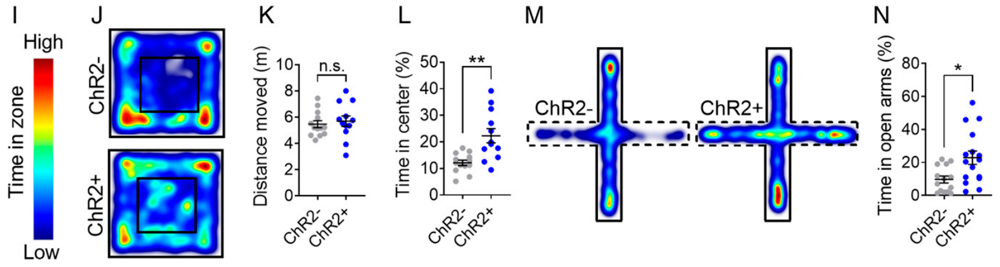 I
High
Time in zone
Low
J
ChR2-
ChR2+
K
Distance moved (m)
10
8
6
4
2
0
n.s.
ChR2-
ChR2+
L
Time in center (%)
50
40
30
20
10
0
**
ChR2-
ChR2+
M
ChR2-
ChR2+
N
Time in open arms (%)
80
60
40
20
0
*
ChR2-
ChR2+